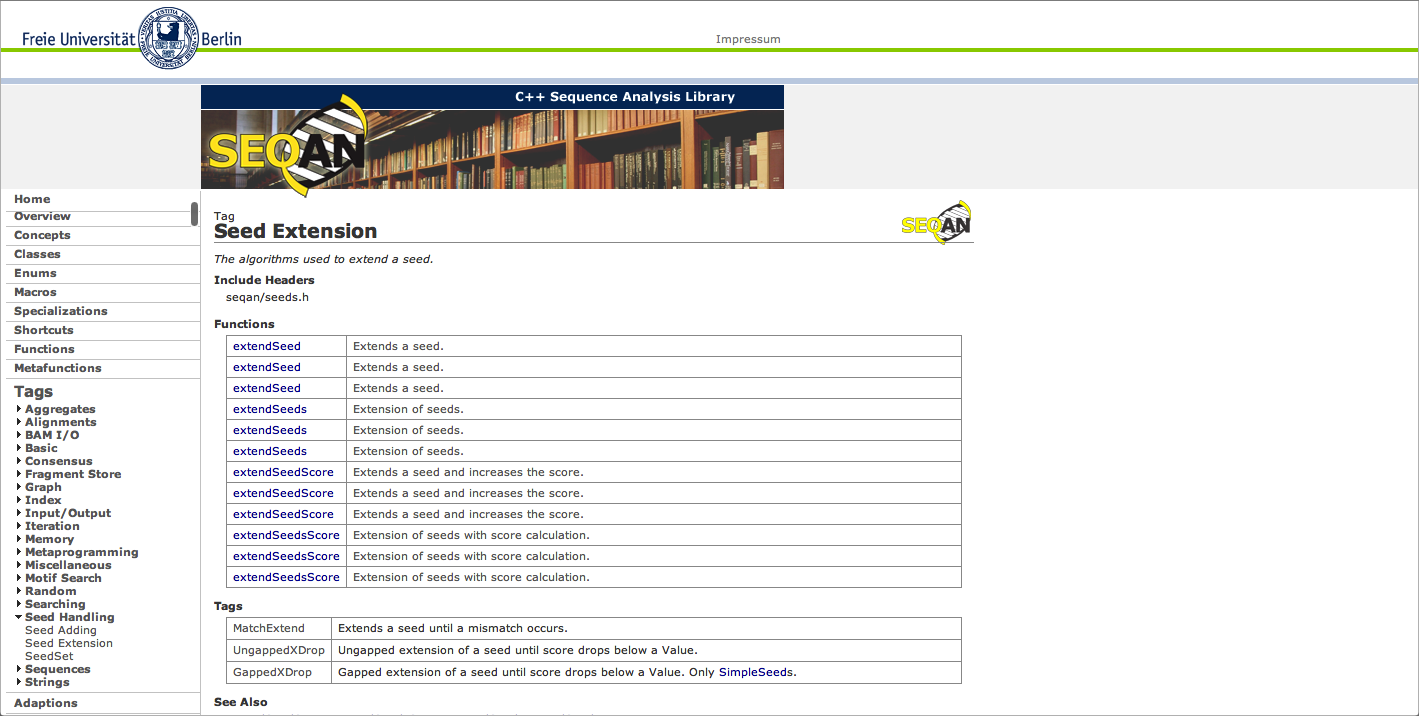 Freie Universität Berlin
Impressum
C++ Sequence Analysis Library
SEQAN
Home
Overview
Concepts
Classes
Enums
Macros
Specializations
Shortcuts
Functions
Metafunctions
Tags
Aggregates
Alignments
BAM I/O
Basic
Consensus
Fragment Store
Graph
Index
Input/Output
Iteration
Memory
Metaprogramming
Miscellaneous
Motif Search
Random
Searching
Seed Handling
Seed Adding
Seed Extension
SeedSet
Sequences
Strings
Adaptions
Tag
Seed Extension
SEQAN
The algorithms used to extend a seed.
Include Headers
seqan/seeds.h
Functions
extendSeed Extends a seed.
extendSeed Extends a seed.
extendSeed Extends a seed.
extendSeeds Extension of seeds.
extendSeeds Extension of seeds.
extendSeeds Extension of seeds.
extendSeedScore Extends a seed and increases the score.
extendSeedScore Extends a seed and increases the score.
extendSeedScore Extends a seed and increases the score.
extendSeedsScore Extension of seeds with score calculation.
extendSeedsScore Extension of seeds with score calculation.
extendSeedsScore Extension of seeds with score calculation.
Tags
MatchExtend Extends a seed until a mismatch occurs.
UngappedXDrop Ungapped extension of a seed until score drops below a Value.
GappedXDrop Gapped extension of a seed until score drops below a Value. Only SimpleSeeds.
See Also